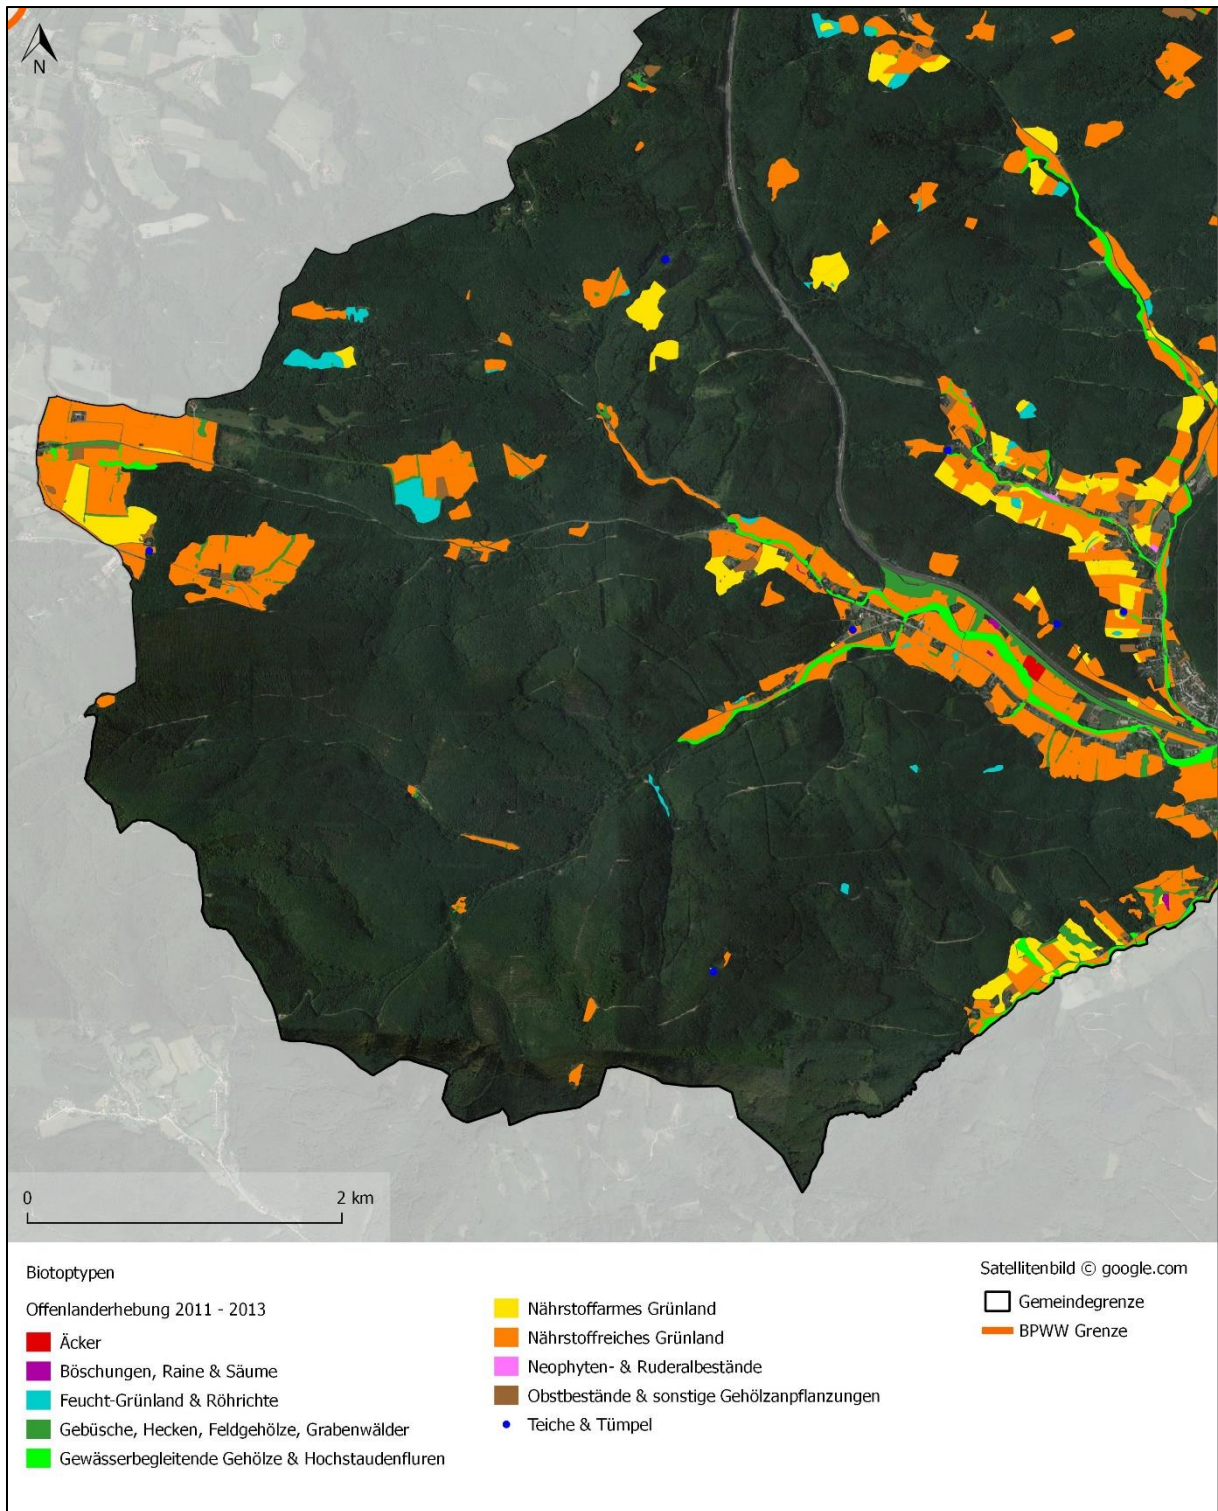 N
0 2 km
Biotoptypen
Offenlanderhebung 2011 - 2013
Äcker
Böschungen, Raine & Säume
Feucht-Grünland & Röhrichte
Gebüsche, Hecken, Feldgehölze, Grabenwälder
Gewässerbegleitende Gehölze & Hochstaudenfluren
Nährstoffarmes Grünland
Nährstoffreiches Grünland
Neophyten- & Ruderalbestände
Obstbestände & sonstige Gehölzanpflanzungen
Teiche & Tümpel
Satellitenbild © google.com
Gemeindegrenze
BPWW Grenze